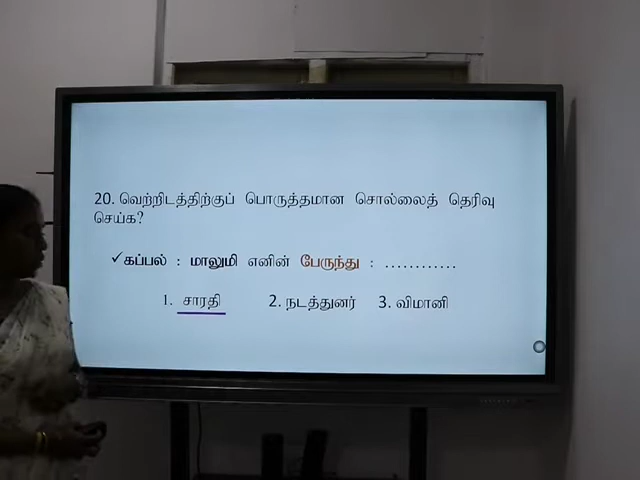 20. வெற்றிடத்திற்குப் பொருத்தமான சொல்லைத் தெரிவு
செய்க?
✓கப்பல் : மாலுமி எனின் பேருந்து : ............
1. சாரதி 2. நடத்துனர் 3. விமானி